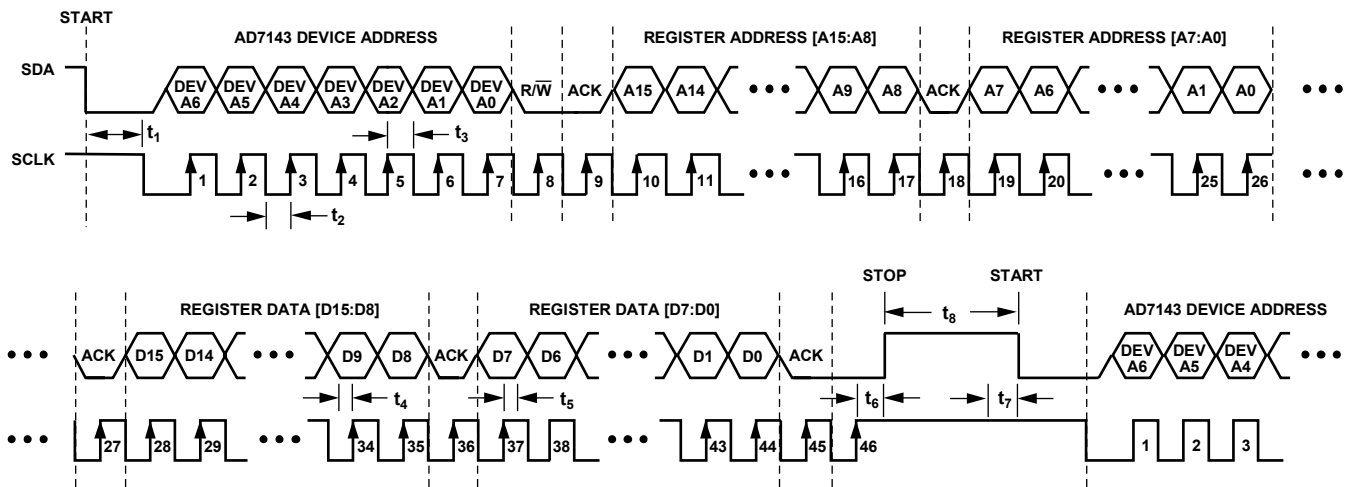 START
AD7143 DEVICE ADDRESS
REGISTER ADDRESS [A15:A8]
REGISTER ADDRESS [A7:A0]
SDA
DEV A6 DEV A5 DEV A4 DEV A3 DEV A2 DEV A1 DEV A0 R/W̅ ACK A15 A14 A9 A8 ACK A7 A6 A1 A0
t1 t3
SCLK
1 2 3 4 5 6 7 8 9 10 11 16 17 18 19 20 25 26
t2
STOP START
REGISTER DATA [D15:D8]
REGISTER DATA [D7:D0]
t8
AD7143 DEVICE ADDRESS
ACK D15 D14 D9 D8 ACK D7 D6 D1 D0 ACK DEV A6 DEV A5 DEV A4
t4 t5 t6 t7
27 28 29 34 35 36 37 38 43 44 45 46 1 2 3